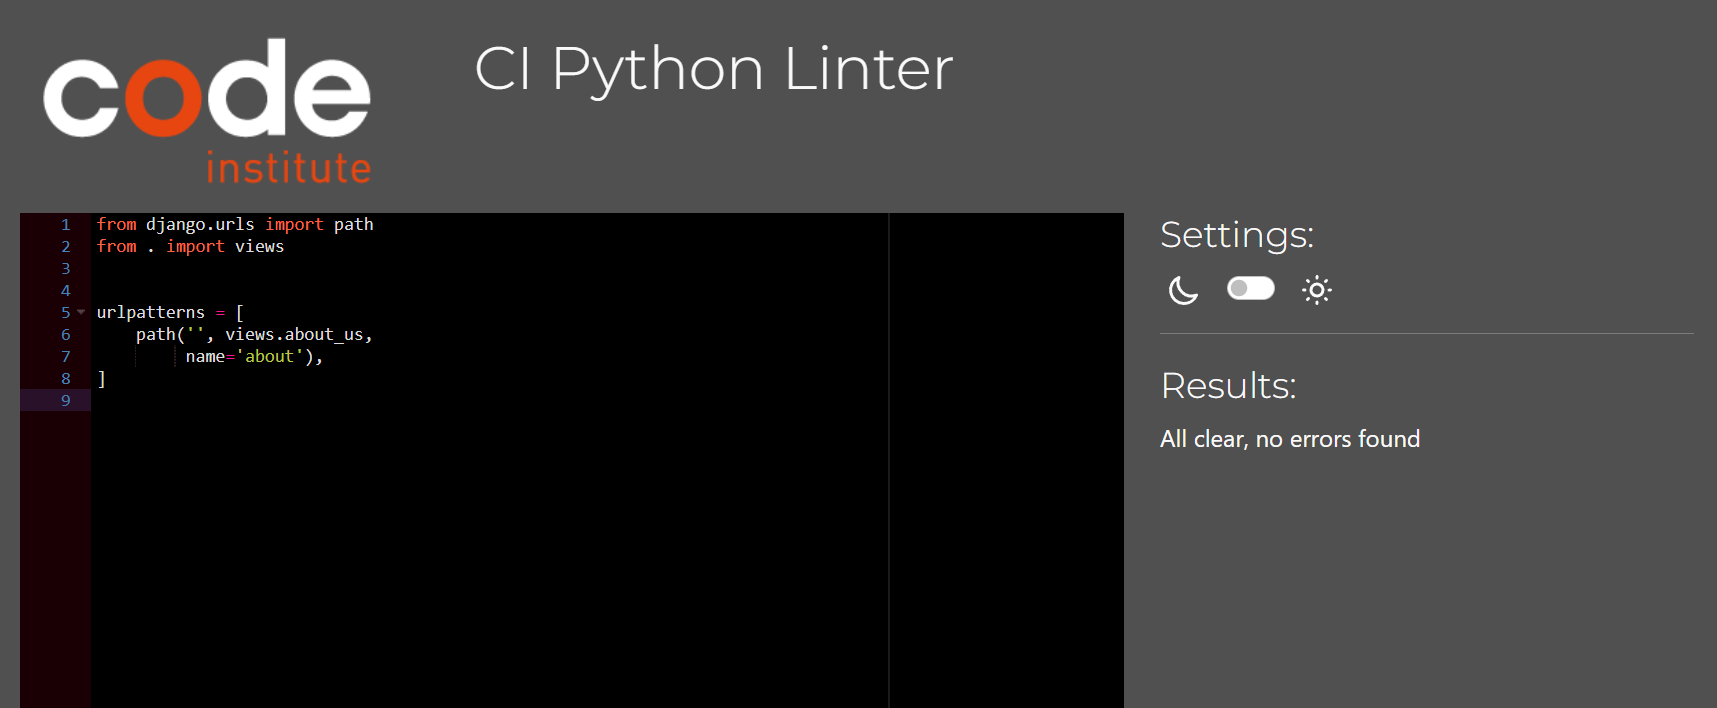 code
institute
CI Python Linter
1 from django.urls import path
2 from . import views
3
4
5 urlpatterns = [
6     path('', views.about_us,
7          name='about'),
8 ]
9
Settings:
Results:
All clear, no errors found